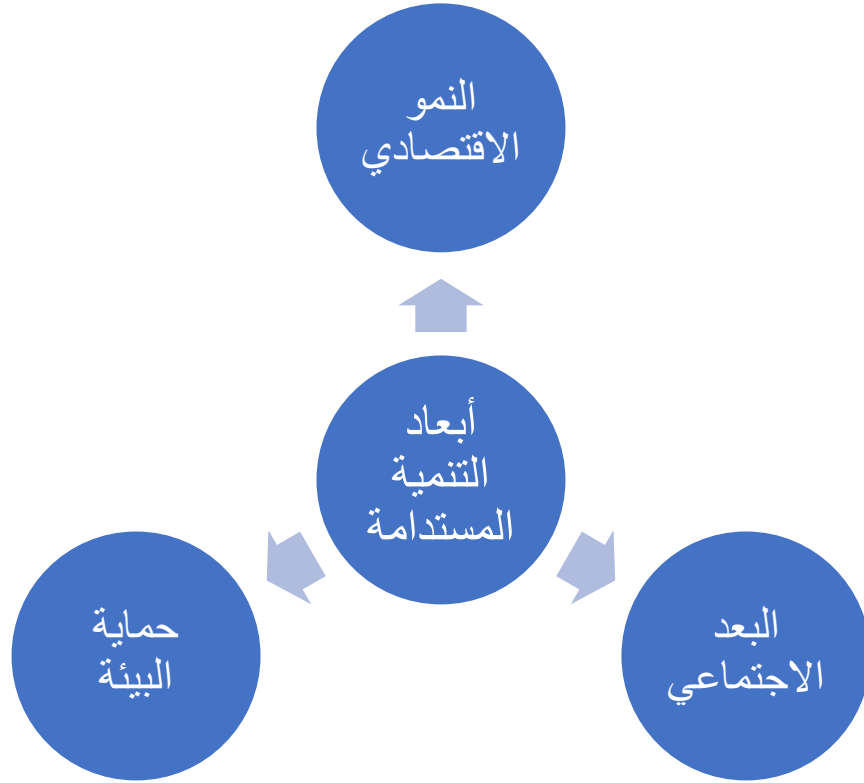 النمو
الاقتصادي
أبعاد
التنمية
المستدامة
البعد
الاجتماعي
حماية
البيئة